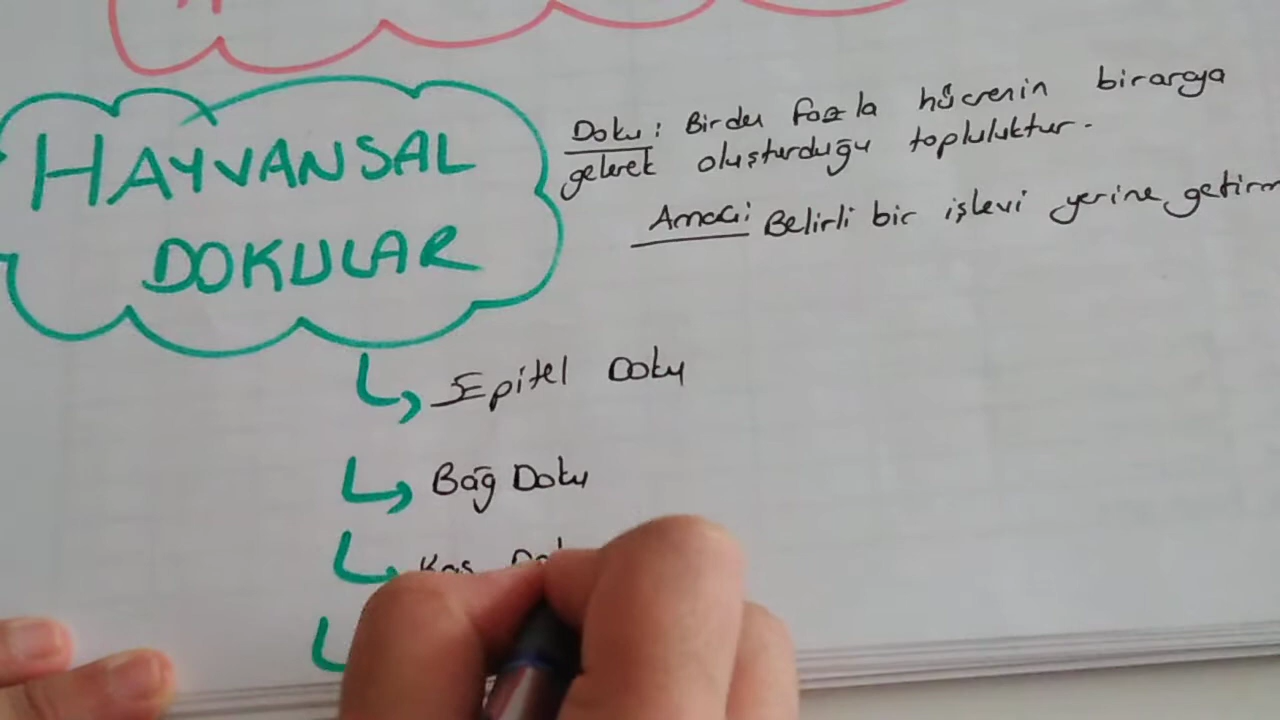 HAYVANSAL
DOKULAR
Doku: Birden fazla hücrenin biraraya
gelerek oluşturduğu topluluktur.
Amacı: Belirli bir işlevi yerine
Epitel Doku
Bağ Doku
Kas